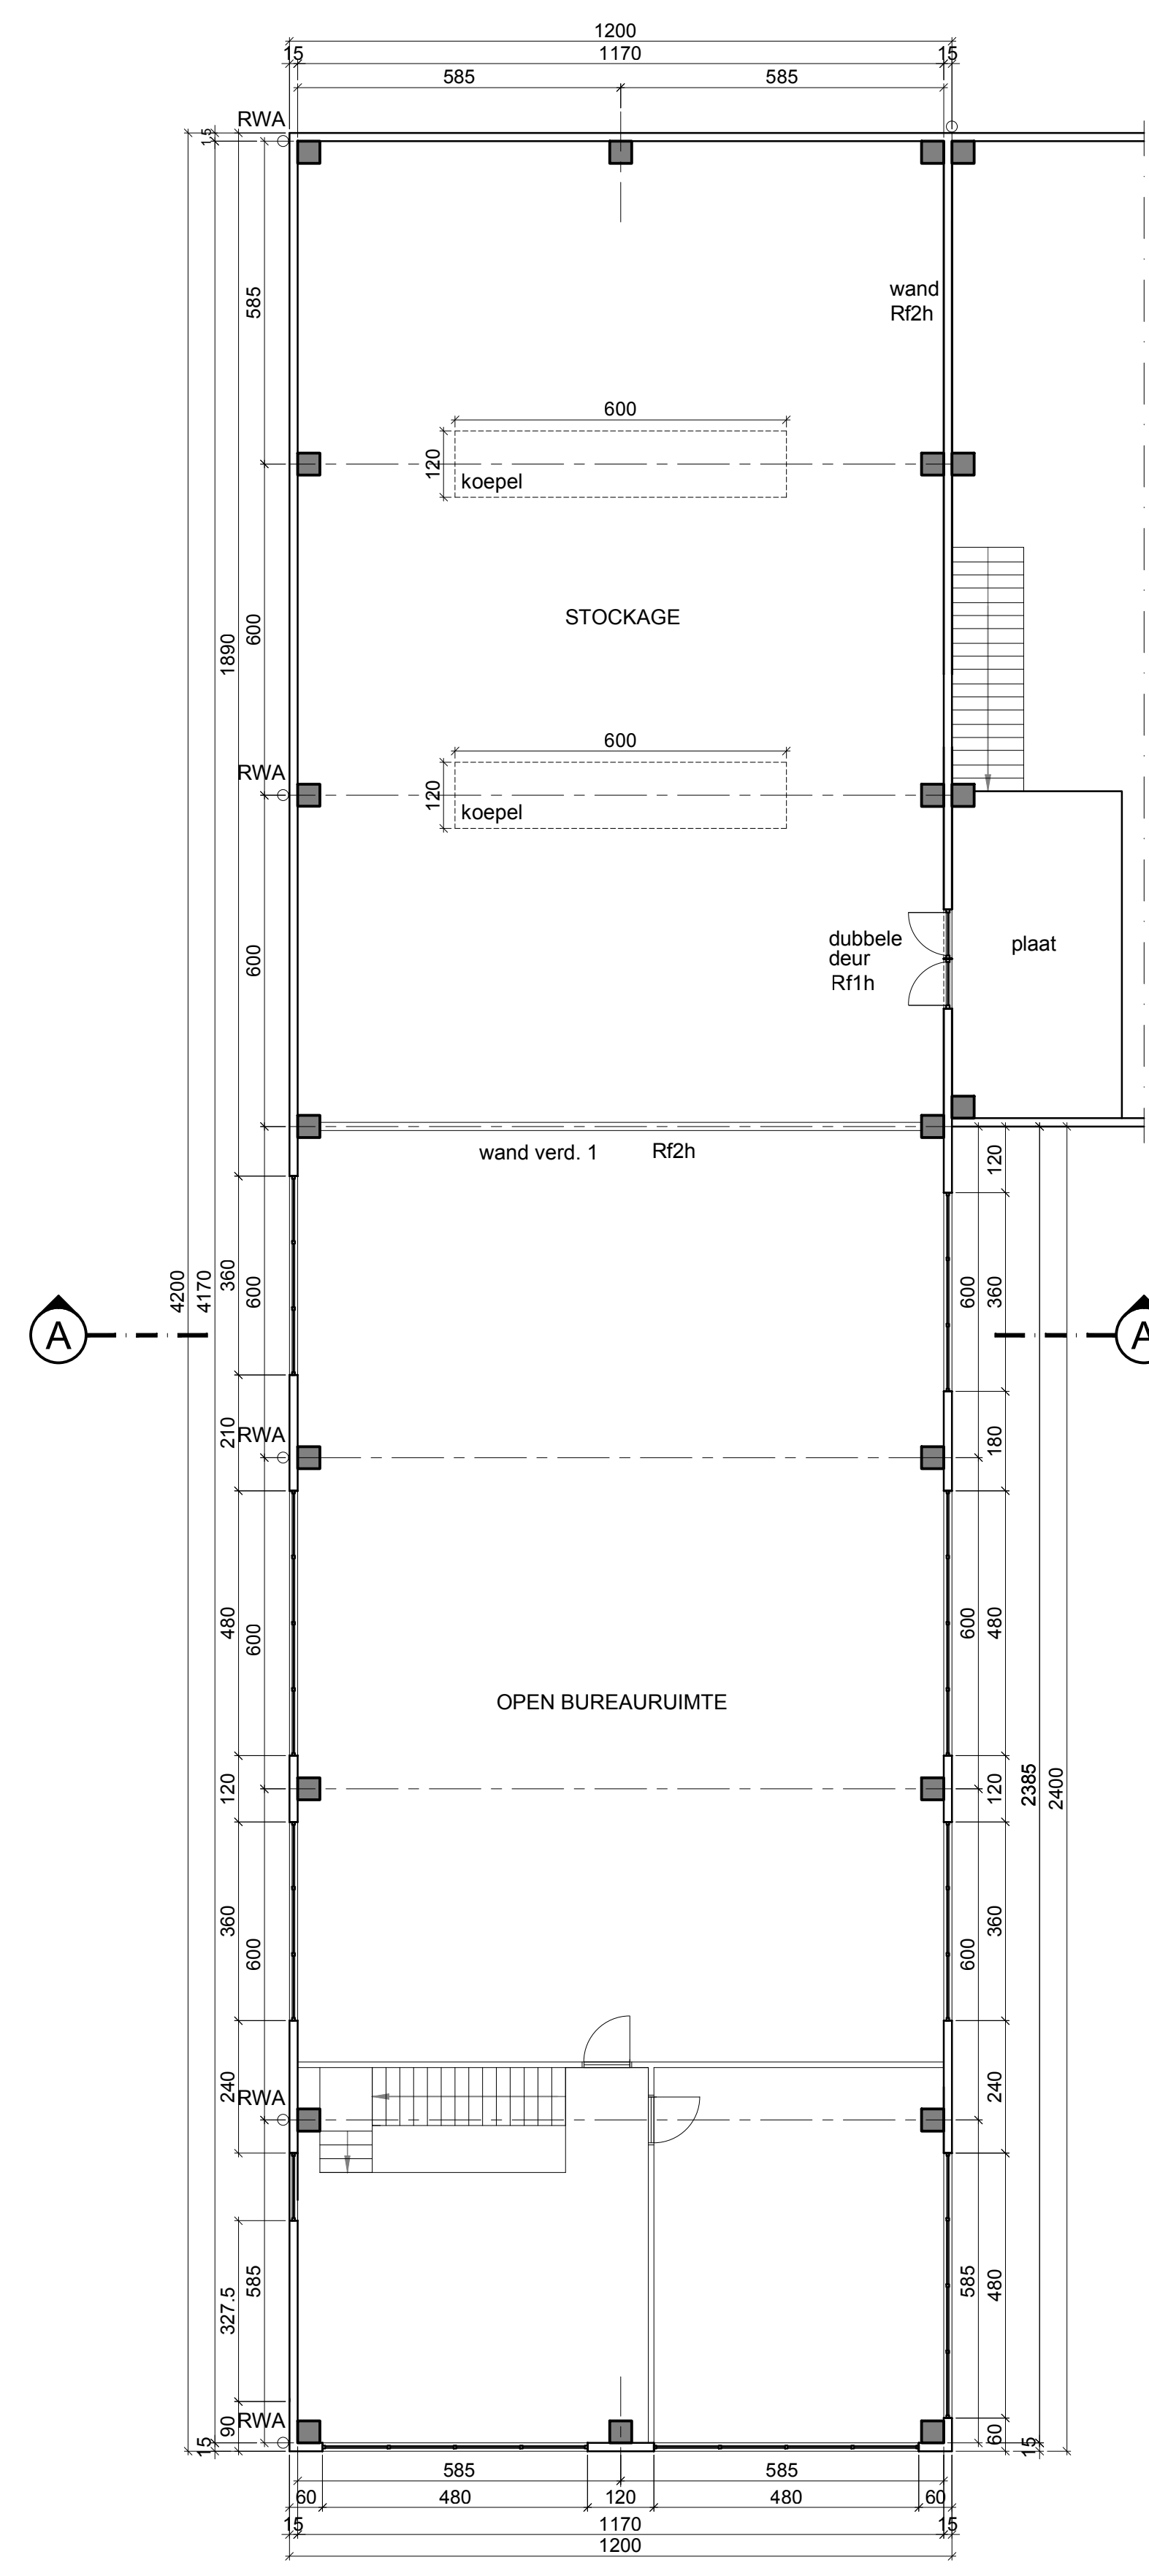 1200
15 1170 15
585 585
RWA
15
wand
Rf2h
585
600
120
koepel
STOCKAGE
600
1890
600
RWA
120
koepel
dubbele
deur
Rf1h
plaat
600
wand verd. 1 Rf2h
120
4200
4170
360
600
600
360
A
A
210
RWA
180
480
600
600
480
OPEN BUREAURUIMTE
120
120
2385
2400
360
600
600
360
240
RWA
240
327.5
585
585
480
90
RWA
15
60
15
585 585
60 480 120 480 60
15 1170 15
1200